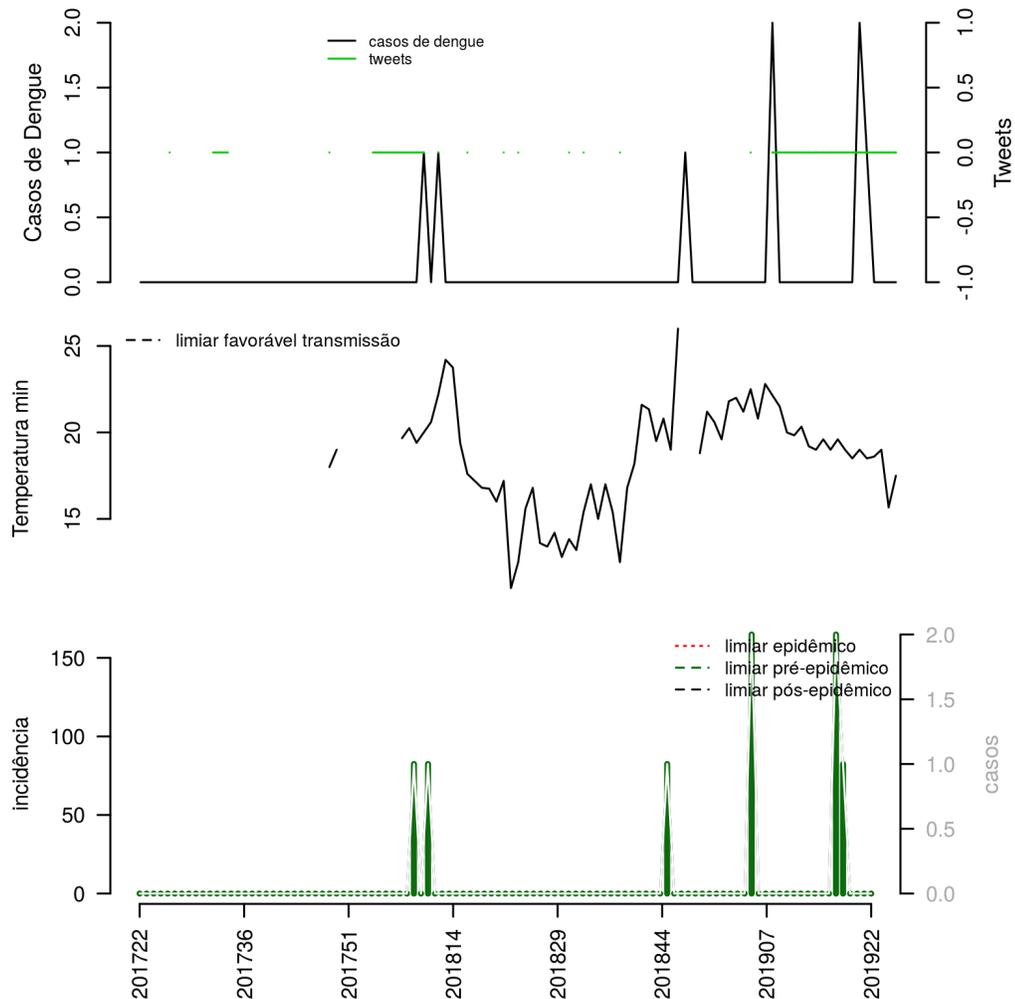 2.0
1.5
1.0
0.5
0.0
Casos de Dengue
casos de dengue
tweets
1.0
0.5
0.0
-0.5
-1.0
Tweets
25
20
15
Temperatura min
limiar favorável transmissão
150
100
50
0
incidência
limiar epidêmico
limiar pré-epidêmico
limiar pós-epidêmico
2.0
1.5
1.0
0.5
0.0
casos
201722
201736
201751
201814
201829
201844
201907
201922